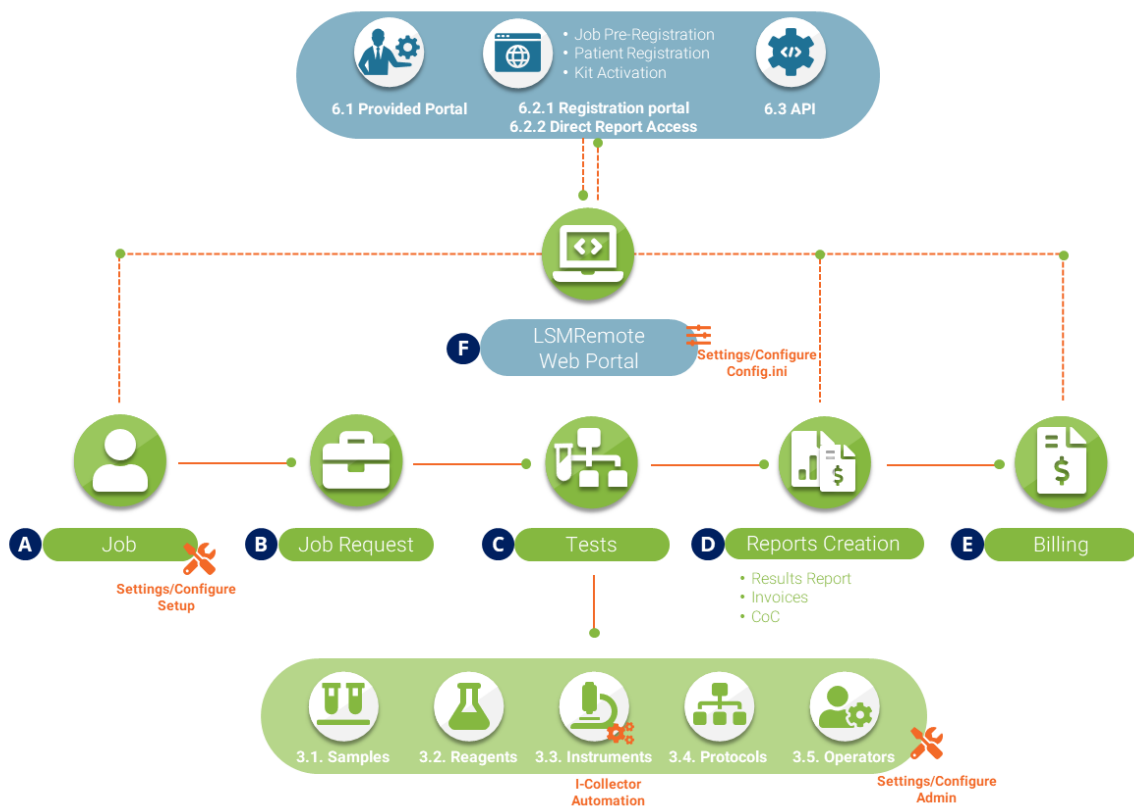 • Job Pre-Registration
• Patient Registration
• Kit Activation
6.1 Provided Portal
6.2.1 Registration portal
6.2.2 Direct Report Access
6.3 API
F
LSMRemote
Web Portal
Settings/Configure
Config.ini
A
Job
B
Job Request
C
Tests
D
Reports Creation
E
Billing
Settings/Configure
Setup
• Results Report
• Invoices
• CoC
3.1. Samples
3.2. Reagents
3.3. Instruments
3.4. Protocols
3.5. Operators
I-Collector
Automation
Settings/Configure
Admin